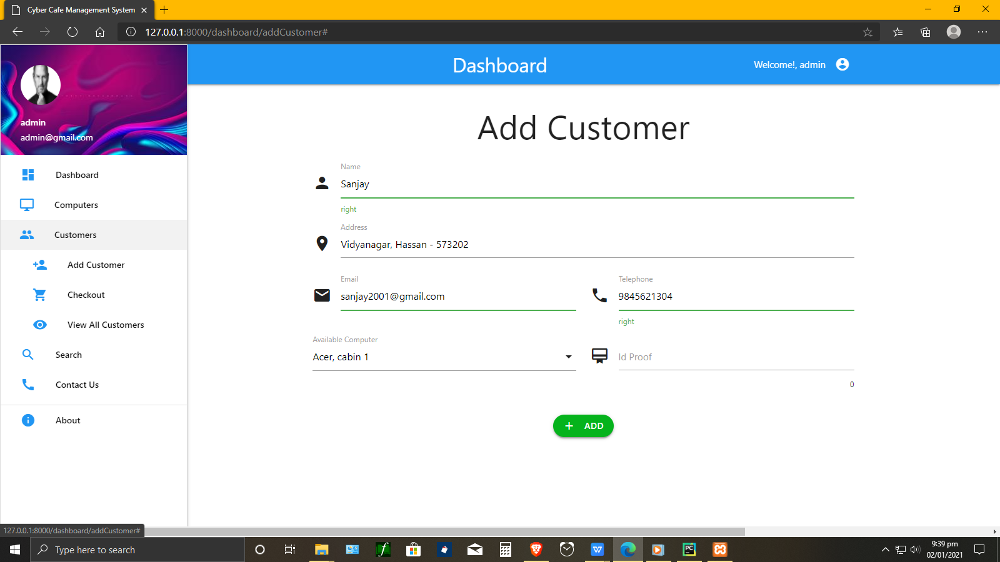 Cyber Cafe Management System
127.0.0.1:8000/dashboard/addCustomer#
Dashboard
Welcome!, admin
admin
admin@gmail.com
Dashboard
Computers
Customers
Add Customer
Checkout
View All Customers
Search
Contact Us
About
Add Customer
Name
Sanjay
right
Address
Vidyanagar, Hassan - 573202
Email
sanjay2001@gmail.com
Telephone
9845621304
right
Available Computer
Acer, cabin 1
Id Proof
0
ADD
127.0.0.1:8000/dashboard/addCustomer#
Type here to search
PC
9:39 pm
02/01/2021